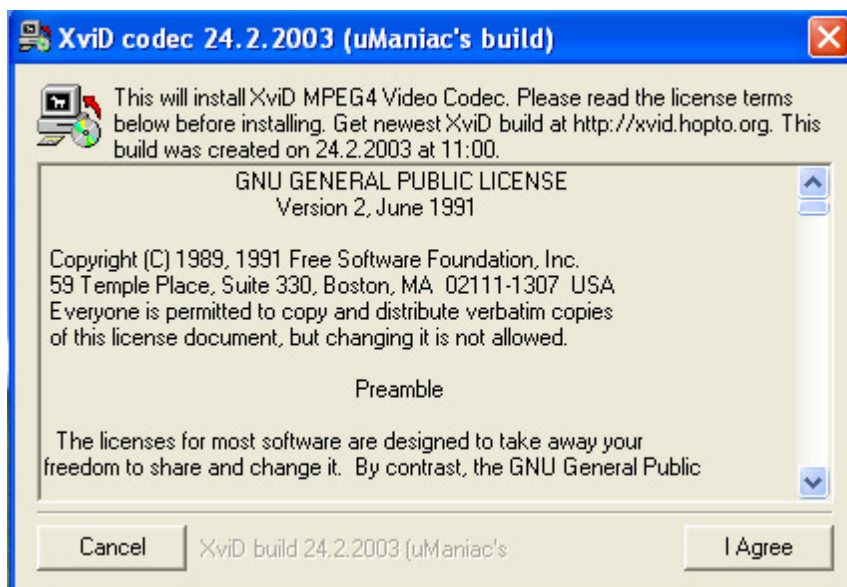 XviD codec 24.2.2003 (uManiac's build)
This will install XviD MPEG4 Video Codec. Please read the license terms
below before installing. Get newest XviD build at http://xvid.hopto.org. This
build was created on 24.2.2003 at 11:00.
GNU GENERAL PUBLIC LICENSE
Version 2, June 1991
Copyright (C) 1989, 1991 Free Software Foundation, Inc.
59 Temple Place, Suite 330, Boston, MA  02111-1307  USA
Everyone is permitted to copy and distribute verbatim copies
of this license document, but changing it is not allowed.
Preamble
The licenses for most software are designed to take away your
freedom to share and change it.  By contrast, the GNU General Public
Cancel
XviD build 24.2.2003 (uManiac's
I Agree